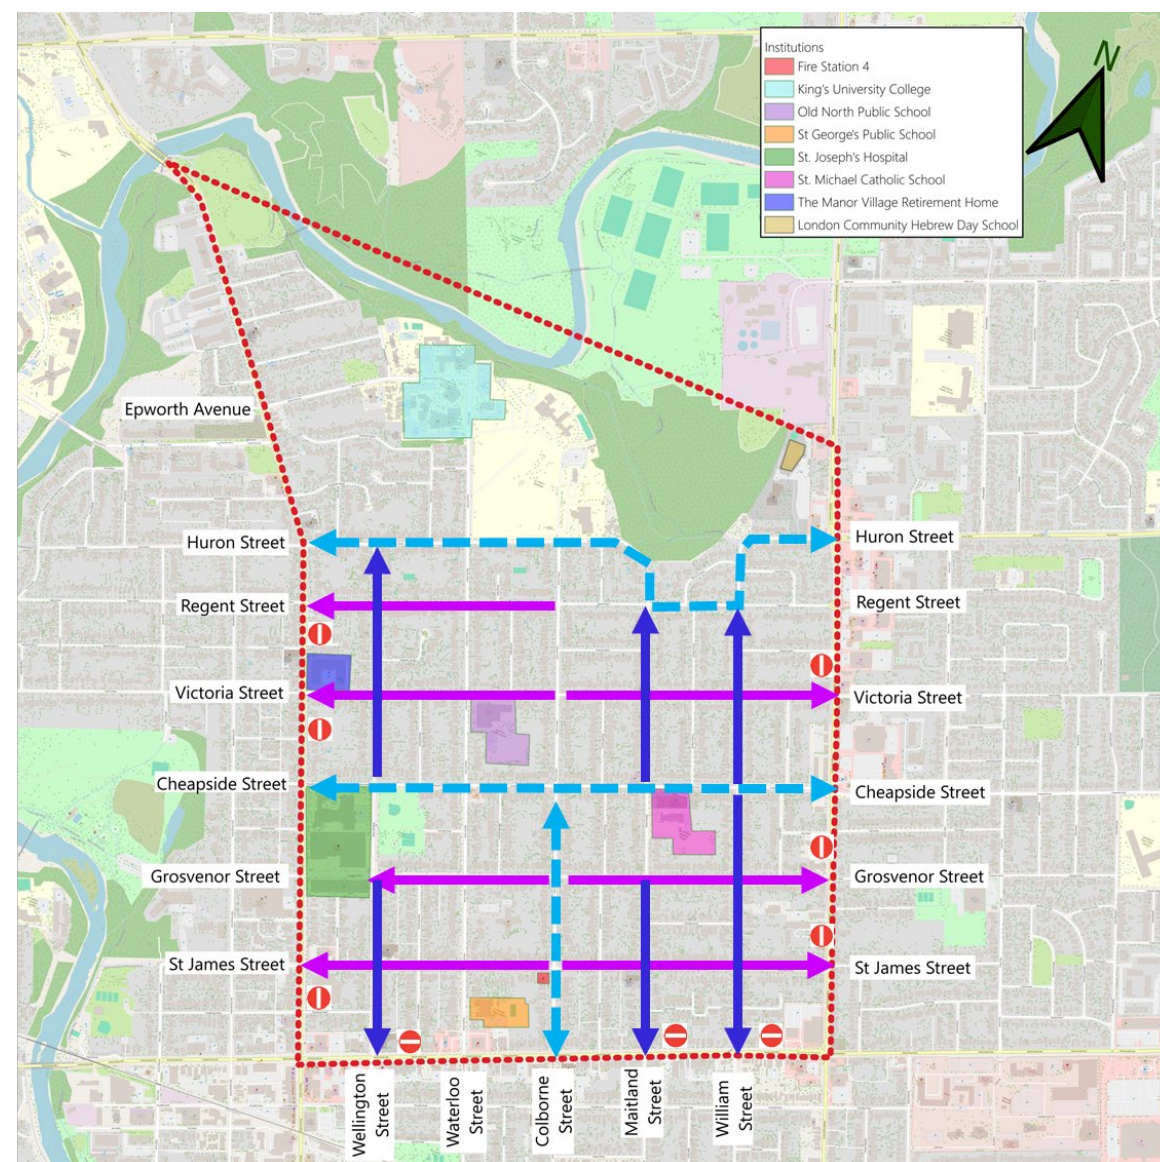 Institutions
Fire Station 4
King's University College
Old North Public School
St George's Public School
St. Joseph's Hospital
St. Michael Catholic School
The Manor Village Retirement Home
London Community Hebrew Day School
N
Epworth Avenue
Huron Street
Huron Street
Regent Street
Regent Street
Victoria Street
Victoria Street
Cheapside Street
Cheapside Street
Grosvenor Street
Grosvenor Street
St James Street
St James Street
Wellington
Street
Waterloo
Street
Colborne
Street
Maitland
Street
William
Street